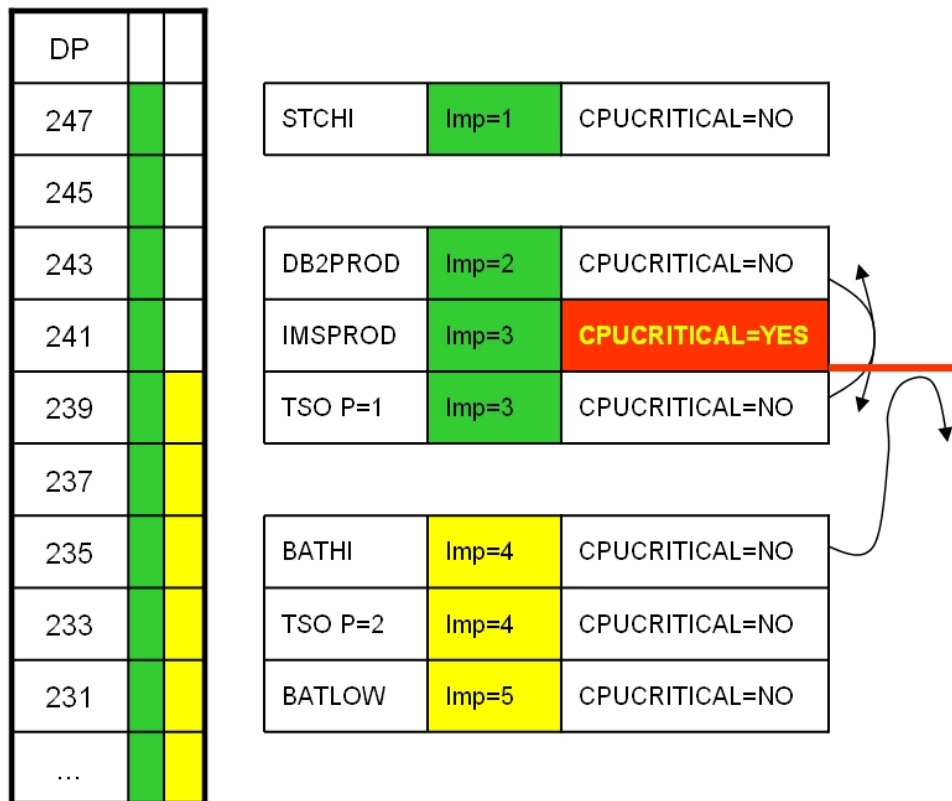 DP
247 STCHI Imp=1 CPUCRITICAL=NO
245
243 DB2PROD Imp=2 CPUCRITICAL=NO
241 IMSPROD Imp=3 CPUCRITICAL=YES
239 TSO P=1 Imp=3 CPUCRITICAL=NO
237
235 BATHI Imp=4 CPUCRITICAL=NO
233 TSO P=2 Imp=4 CPUCRITICAL=NO
231 BATLOW Imp=5 CPUCRITICAL=NO
...